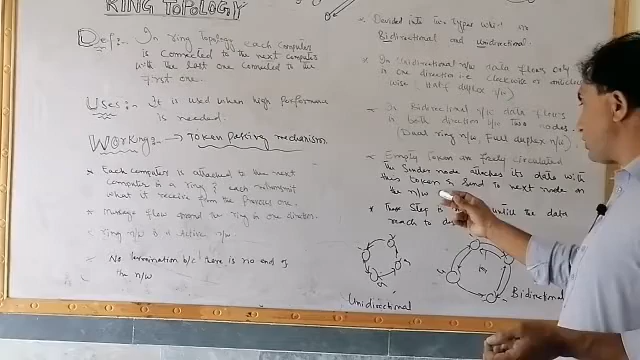 RING TOPOLOGY
Def:- In ring Topology each computer
is connected to the next computer
with the last one connected to the
first one.
Uses:- It is used when high performance
is needed.
Working:- → Token passing mechanism.
* Each computer is attached to the next
computer in a ring & each retransmit
what it receive from the previous one.
* Message flow around the ring in one direction.
* ring n/w is Active n/w.
* No termination b/c there is no end of
the n/w
* Divided into two types which are
Bidirectional and unidirectional.
* In Unidirectional n/w data flows only
in one direction i.e clockwise or anticlock
wise (Half duplex n/w)
* In Bidirectional n/w data flows
in both direction b/w two nodes.
(Dual ring n/w, Full duplex n/w)
* Empty Token are freely circulated
the Sender node attaches its data with
this token & send to next node on
the n/w
* These Step is untill the data
reach to
Unidirectional
Bidirectional